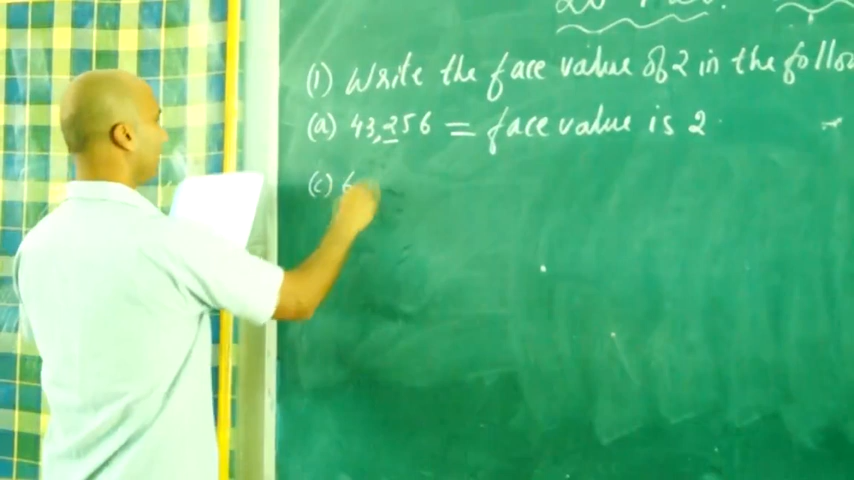 (1) Write the face value of 2 in the follo
(a) 43,256 = face value is 2
(c) 6